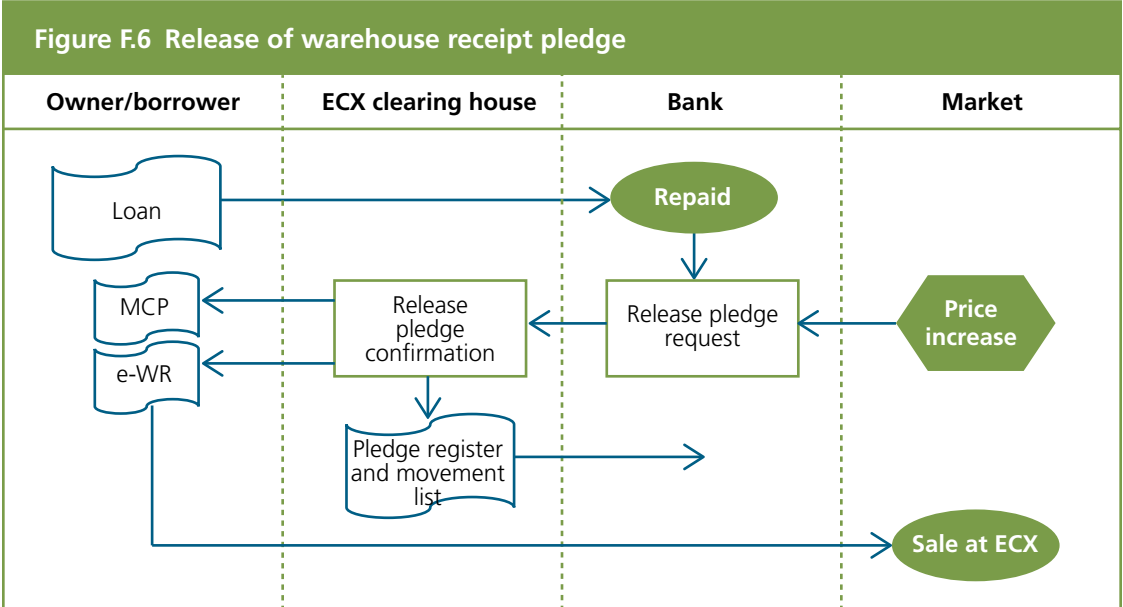 Figure F.6 Release of warehouse receipt pledge
Owner/borrower
ECX clearing house
Bank
Market
Loan
Repaid
MCP
e-WR
Release
pledge
confirmation
Release pledge
request
Price
increase
Pledge register
and movement
list
Sale at ECX